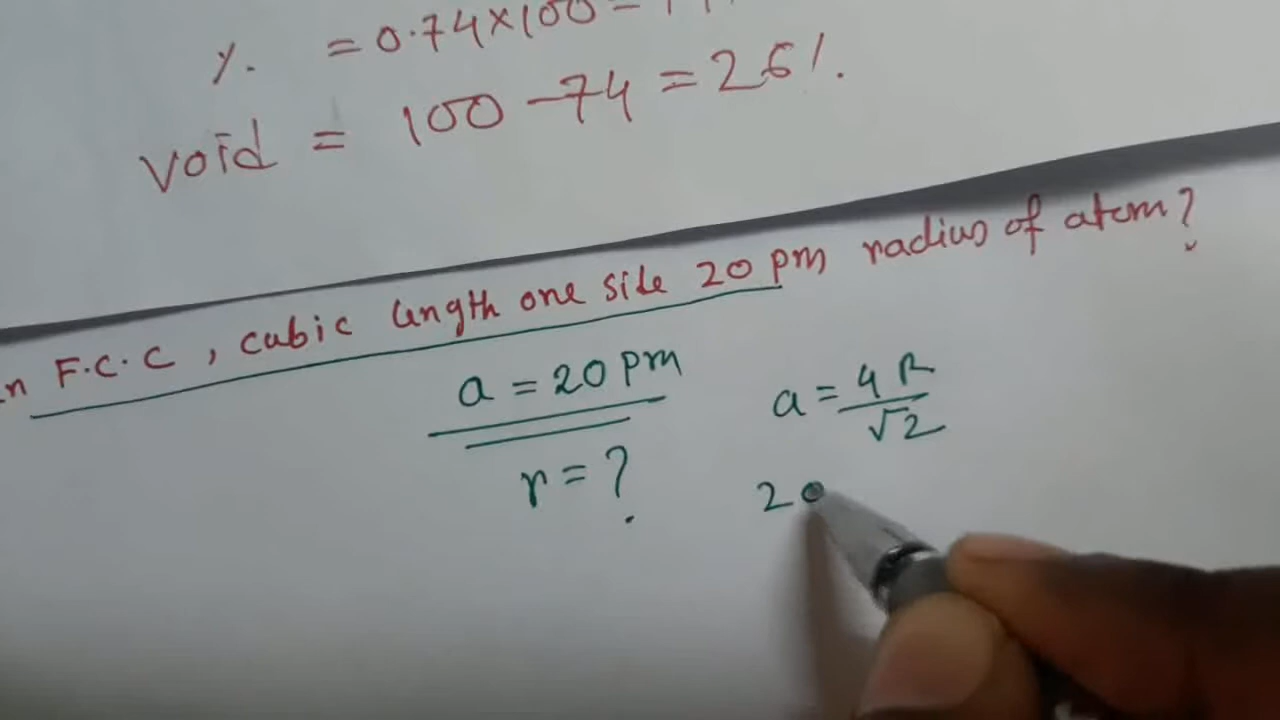 %. = 0.74×100 =
void = 100 - 74 = 26%.
In F.C.C, cubic length one side 20 pm radius of atom?
a = 20 pm
a = 4R/√2
r = ?
20